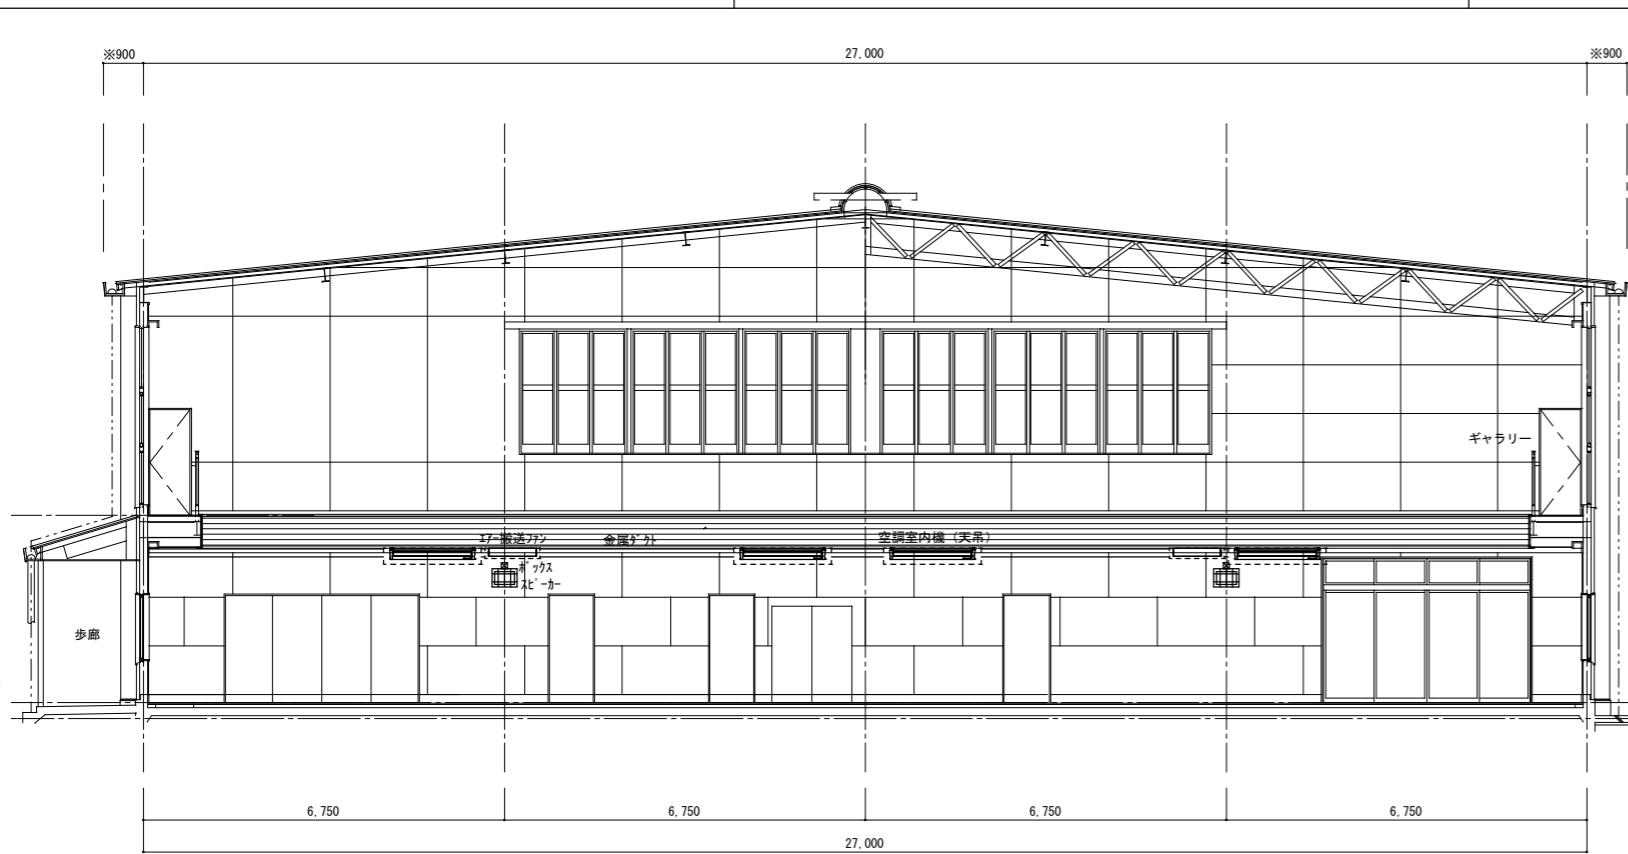 ※900
27,000
※900
ギャラリー
エアー搬送ファン
金属ダクト
空調室内機（天吊）
ボックス
スピーカー
歩廊
6,750
6,750
6,750
6,750
27,000